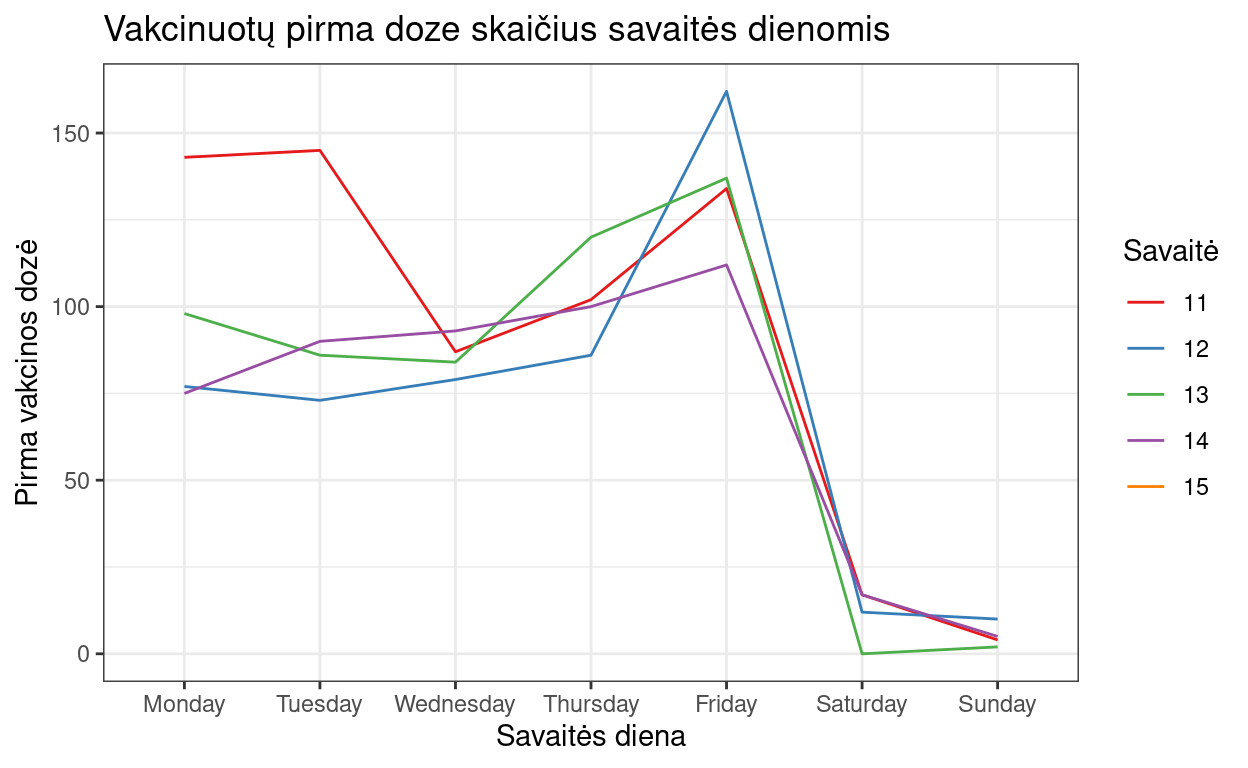 Vakcinuotų pirma doze skaičius savaitės dienomis
Pirma vakcinos dozė
150
100
50
0
Monday Tuesday Wednesday Thursday Friday Saturday Sunday
Savaitės diena
Savaitė
11
12
13
14
15